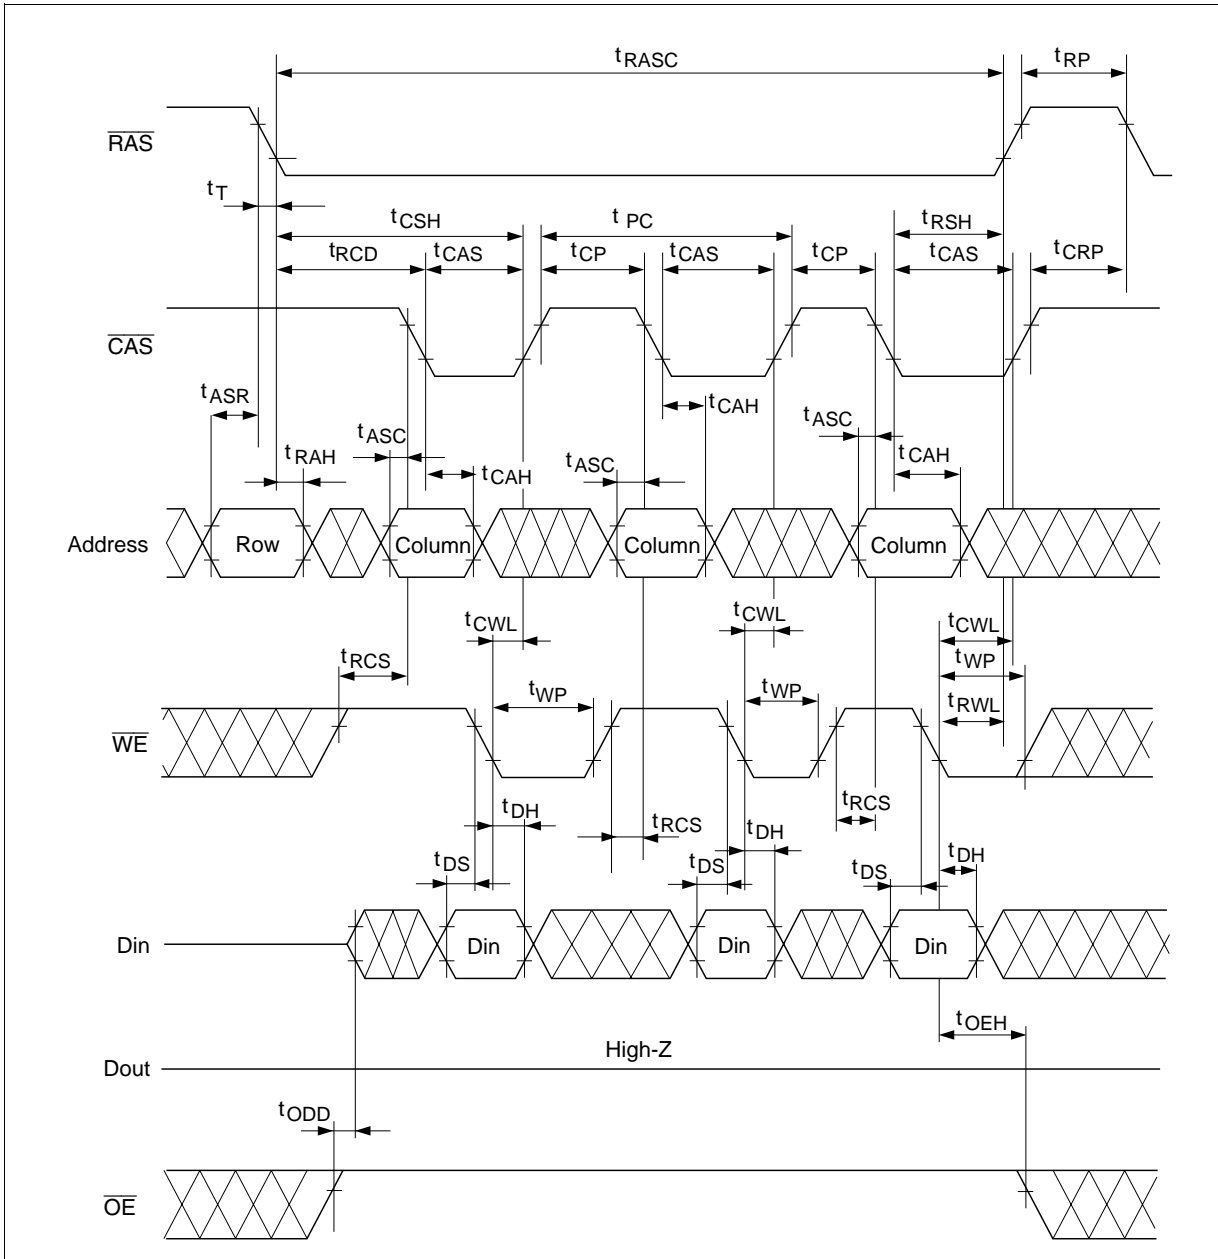 tRASC tRP
RAS
tT
tCSH tPC tRSH
tRCD tCAS tCP tCAS tCP tCAS tCRP
CAS
tASR tCAH tASC
tASC tRAH tCAH tASC tCAH
Address Row Column Column Column
tCWL tCWL tCWL
tRCS tWP tWP tWP
tRWL
WE
tDH tRCS tDH tRCS
tDS tDS tDS tDH
Din Din Din Din
tOEH
High-Z
Dout
tODD
OE